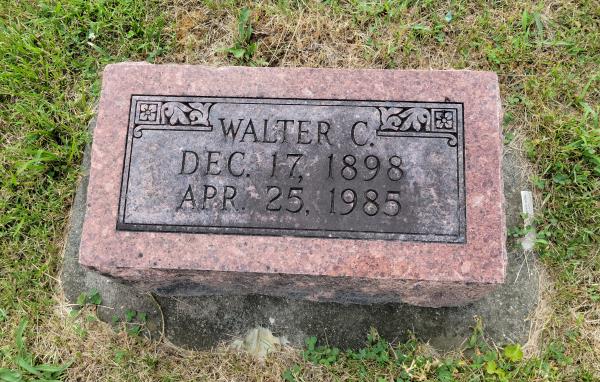 WALTER C.
DEC. 17, 1898
APR. 25, 1985